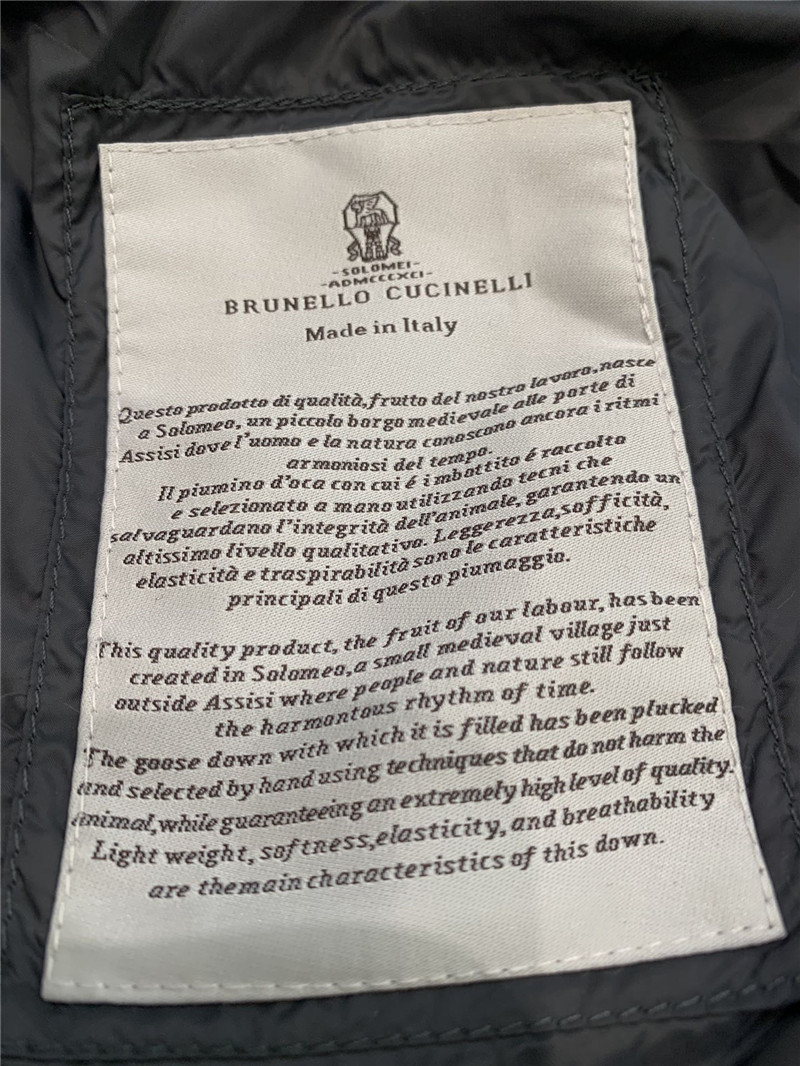 -SOLOMEI-
-ADMCCCXCI-
BRUNELLO CUCINELLI
Made in Italy
Questo prodotto di qualità,frutto del nostro lavoro,nasce
a Solomeo, un piccolo borgo medievale alle porte di
Assisi dove l'uomo e la natura conoscono ancora i ritmi
armoniosi del tempo.
Il piumino d'oca con cui é imbottito é raccolto
e selezionato a mano utilizzando tecni che
salvaguardano l'integrità dell'animale, garantendo un
altissimo livello qualitativo. Leggerezza,sofficità,
elasticità e traspirabilità sono le caratteristiche
principali di questo piumaggio.
This quality product, the fruit of our labour, has been
created in Solomeo,a small medieval village just
outside Assisi where people and nature still follow
the harmontous rhythm of time.
The goose down with which it is filled has been plucked
and selected by hand using techniques that do not harm the
animal,while guaranteeing an extremely high level of quality.
Light weight, softness,elasticity, and breathability
are themain characteristics of this down.